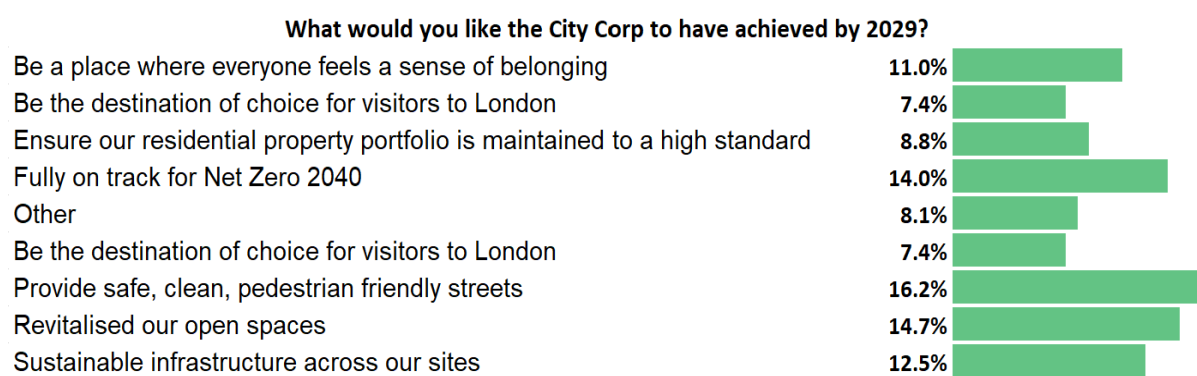 What would you like the City Corp to have achieved by 2029?
Be a place where everyone feels a sense of belonging 11.0%
Be the destination of choice for visitors to London 7.4%
Ensure our residential property portfolio is maintained to a high standard 8.8%
Fully on track for Net Zero 2040 14.0%
Other 8.1%
Be the destination of choice for visitors to London 7.4%
Provide safe, clean, pedestrian friendly streets 16.2%
Revitalised our open spaces 14.7%
Sustainable infrastructure across our sites 12.5%